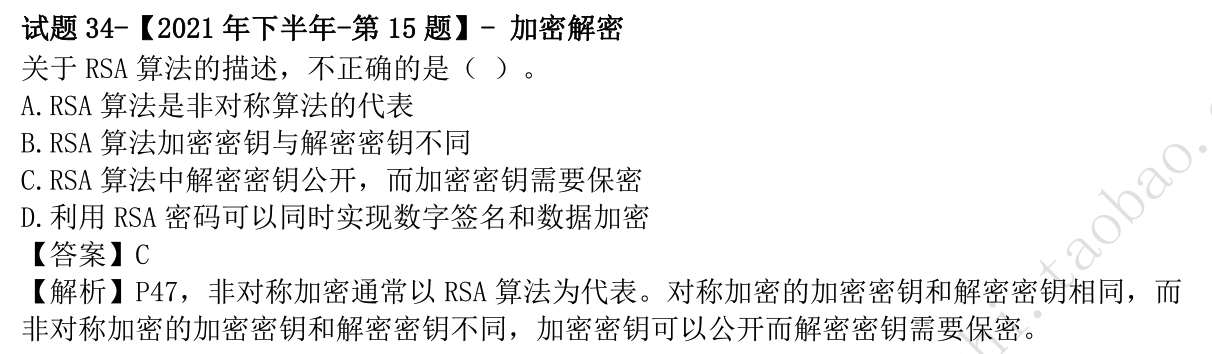 试题 34-【2021 年下半年-第 15 题】- 加密解密
关于 RSA 算法的描述，不正确的是（ ）。
A.RSA 算法是非对称算法的代表
B.RSA 算法加密密钥与解密密钥不同
C.RSA 算法中解密密钥公开，而加密密钥需要保密
D.利用 RSA 密码可以同时实现数字签名和数据加密
【答案】C
【解析】P47，非对称加密通常以 RSA 算法为代表。对称加密的加密密钥和解密密钥相同，而
非对称加密的加密密钥和解密密钥不同，加密密钥可以公开而解密密钥需要保密。
hi.taobao.